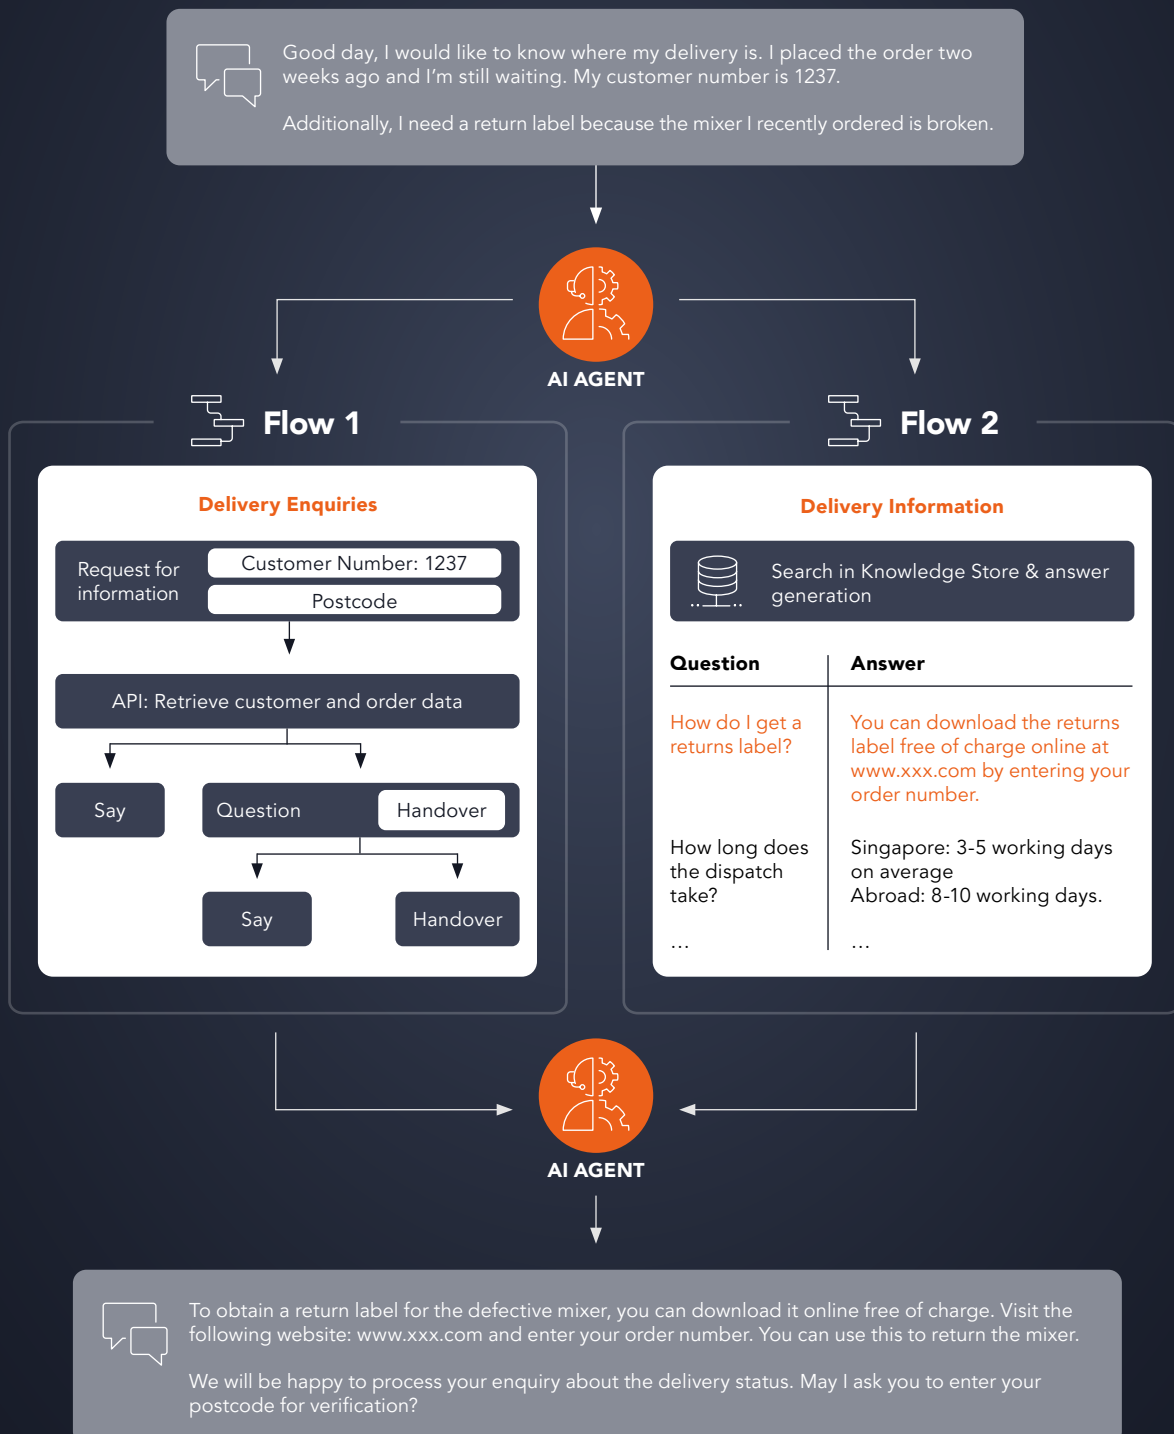 Good day, I would like to know where my delivery is. I placed the order two
weeks ago and I'm still waiting. My customer number is 1237.
Additionally, I need a return label because the mixer I recently ordered is broken.
AI AGENT
Flow 1
Delivery Enquiries
Request for
information
Customer Number: 1237
Postcode
API: Retrieve customer and order data
Say
Question
Handover
Say
Handover
Flow 2
Delivery Information
Search in Knowledge Store & answer
generation
Question
Answer
How do I get a
returns label?
You can download the returns
label free of charge online at
www.xxx.com by entering your
order number.
How long does
the dispatch
take?
Singapore: 3-5 working days
on average
Abroad: 8-10 working days.
…
…
AI AGENT
To obtain a return label for the defective mixer, you can download it online free of charge. Visit the
following website: www.xxx.com and enter your order number. You can use this to return the mixer.
We will be happy to process your enquiry about the delivery status. May I ask you to enter your
postcode for verification?